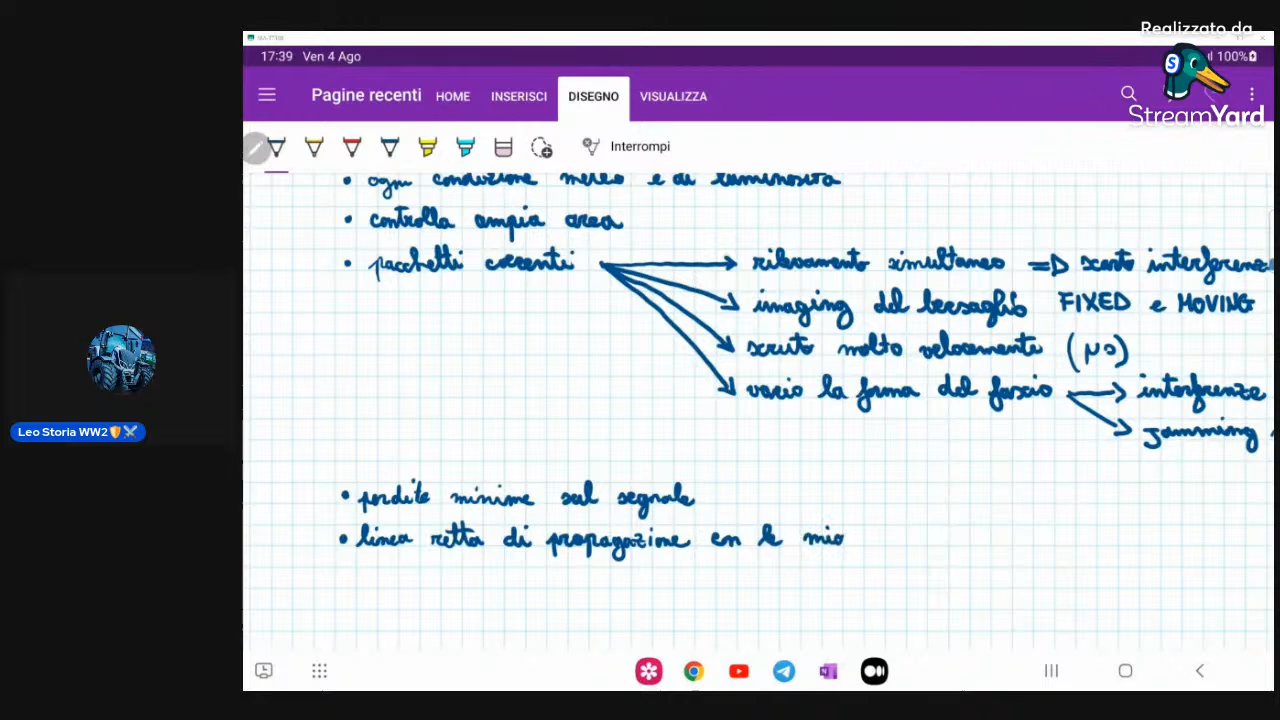 Realizzato da
StreamYard
17:39 Ven 4 Ago
100%
Pagine recenti HOME INSERISCI DISEGNO VISUALIZZA
Interrompi
• ogni condizione meteo e di luminosità
• controlla ampia area
• pacchetti coerenti
rilevamento simultaneo => scarto interferenze
imaging del bersaglio FIXED e MOVING
scruto molto velocemente (μs)
vario la forma del fascio
interferenze
jamming
• perdite minime sul segnale
• linea retta di propagazione con le mio
Leo Storia WW2